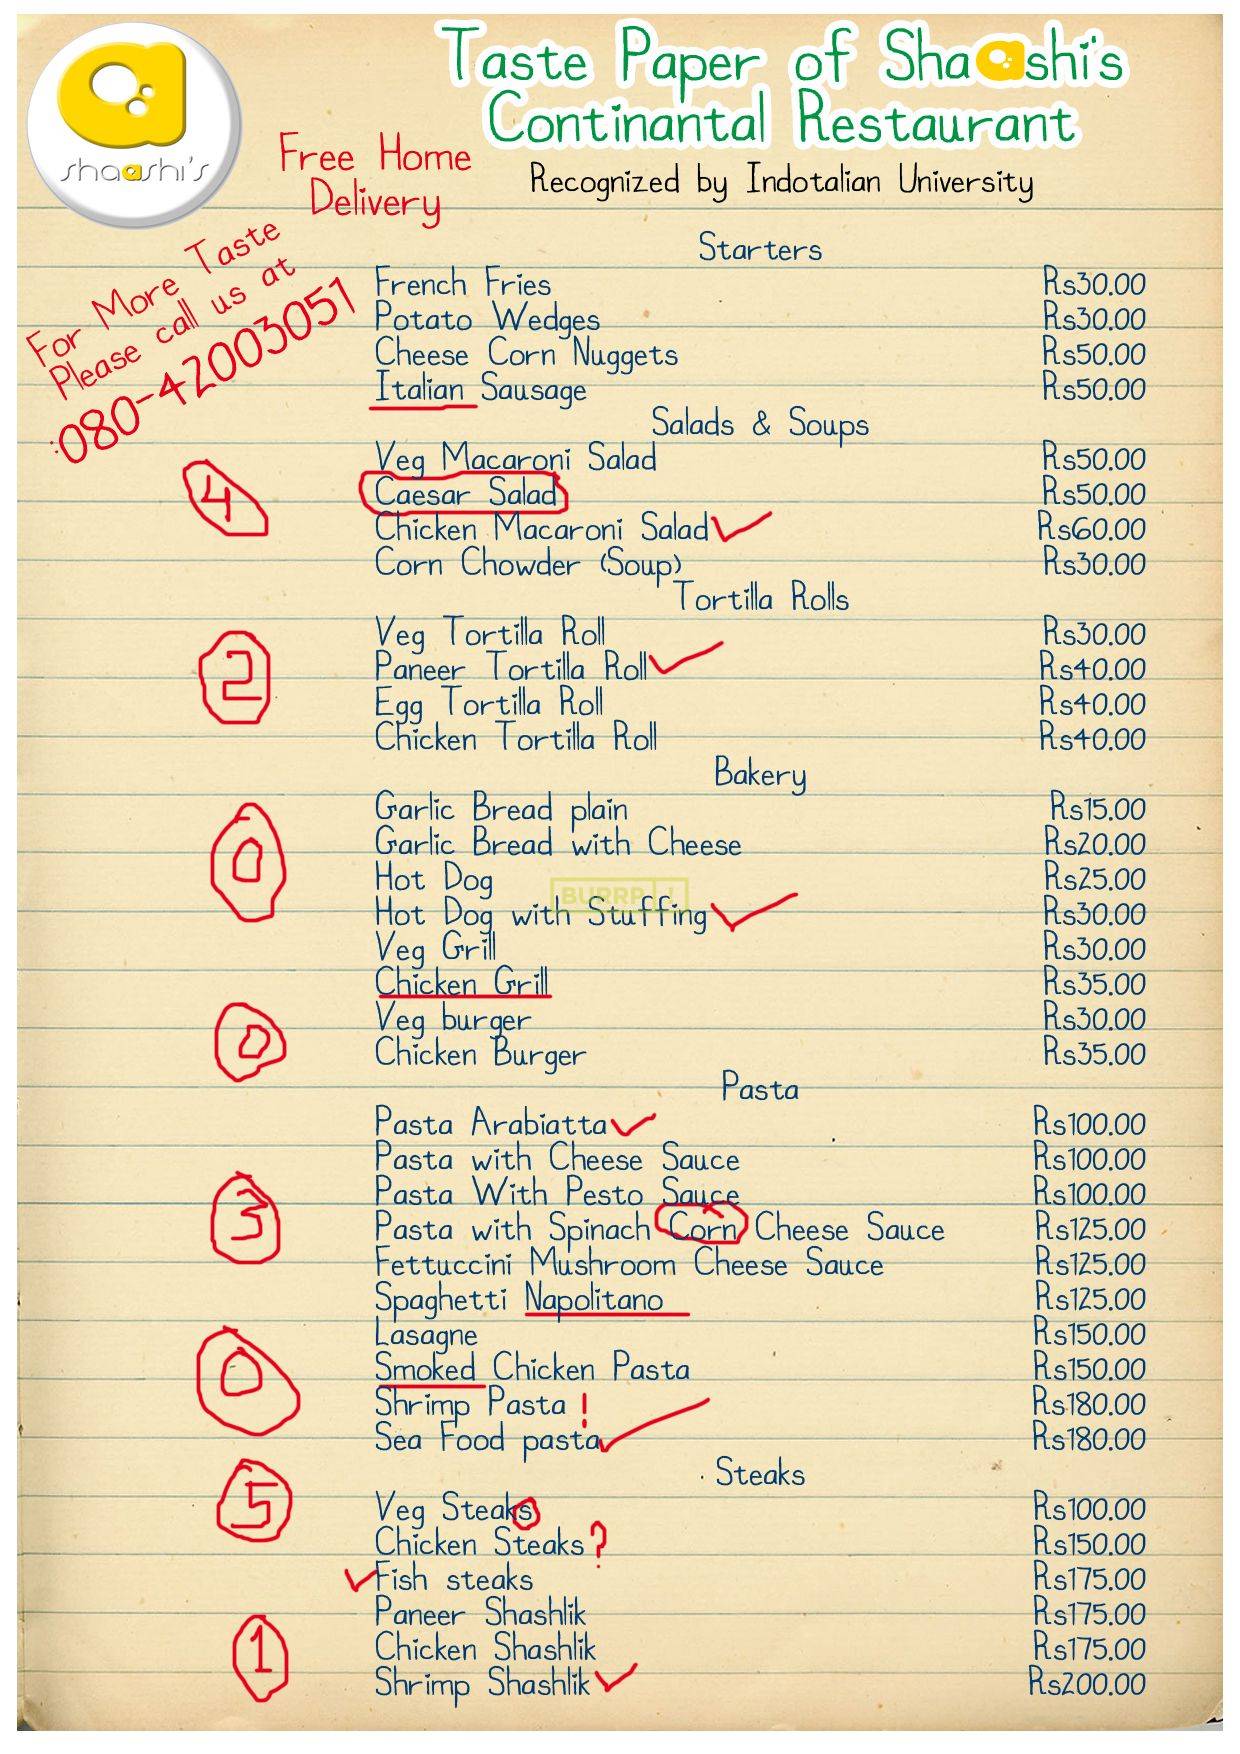 a
shaashi's
Taste Paper of Shaashi's
Continantal Restaurant
Free Home
Delivery
Recognized by Indotalian University
For More Taste
Please call us at
:080-42003051
Starters
French Fries Rs30.00
Potato Wedges Rs30.00
Cheese Corn Nuggets Rs50.00
Italian Sausage Rs50.00
Salads & Soups
Veg Macaroni Salad Rs50.00
4
Caesar Salad Rs50.00
Chicken Macaroni Salad Rs60.00
Corn Chowder (Soup) Rs30.00
Tortilla Rolls
Veg Tortilla Roll Rs30.00
2
Paneer Tortilla Roll Rs40.00
Egg Tortilla Roll Rs40.00
Chicken Tortilla Roll Rs40.00
Bakery
Garlic Bread plain Rs15.00
Garlic Bread with Cheese Rs20.00
0
Hot Dog Rs25.00
BURRP!
Hot Dog with Stuffing Rs30.00
Veg Grill Rs30.00
Chicken Grill Rs35.00
Veg burger Rs30.00
0
Chicken Burger Rs35.00
Pasta
Pasta Arabiatta Rs100.00
Pasta with Cheese Sauce Rs100.00
Pasta With Pesto Sauce Rs100.00
3
Pasta with Spinach Corn Cheese Sauce Rs125.00
Fettuccini Mushroom Cheese Sauce Rs125.00
Spaghetti Napolitano Rs125.00
Lasagne Rs150.00
0
Smoked Chicken Pasta Rs150.00
Shrimp Pasta ! Rs180.00
Sea Food pasta Rs180.00
Steaks
5
Veg Steaks Rs100.00
Chicken Steaks? Rs150.00
Fish steaks Rs175.00
Paneer Shashlik Rs175.00
1
Chicken Shashlik Rs175.00
Shrimp Shashlik Rs200.00